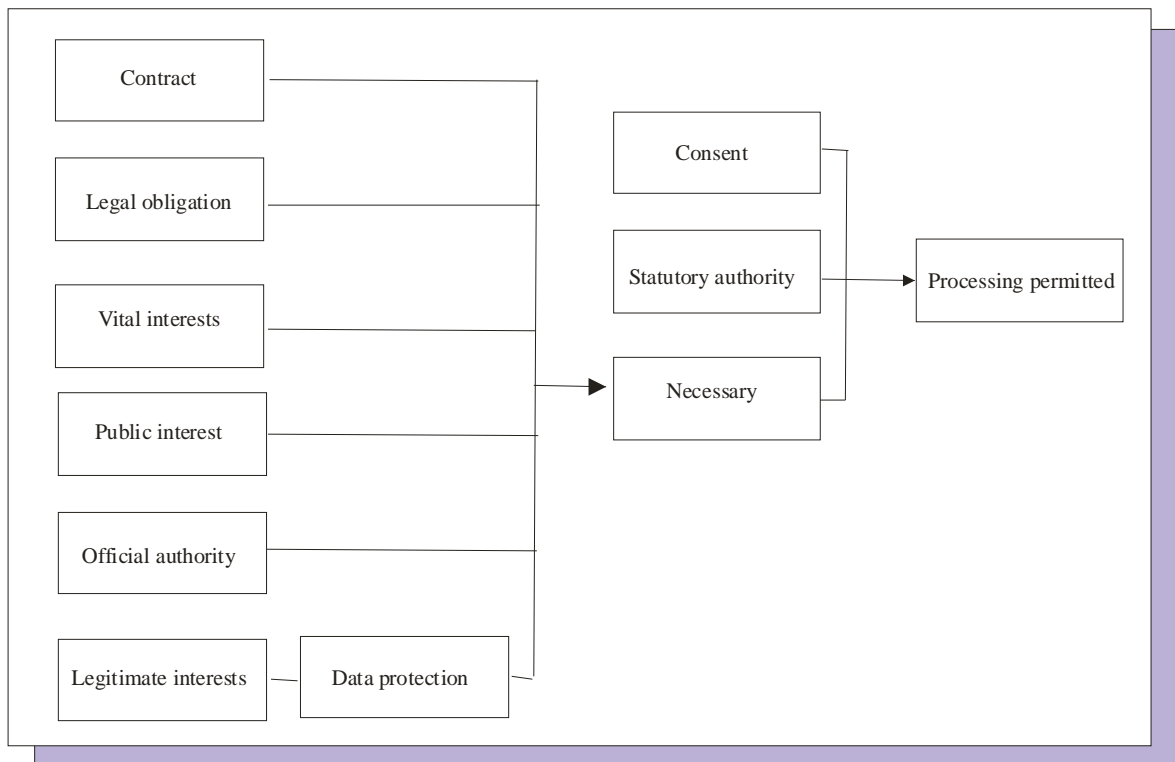 Contract
Legal obligation
Vital interests
Public interest
Official authority
Legitimate interests
Data protection
Consent
Statutory authority
Necessary
Processing permitted